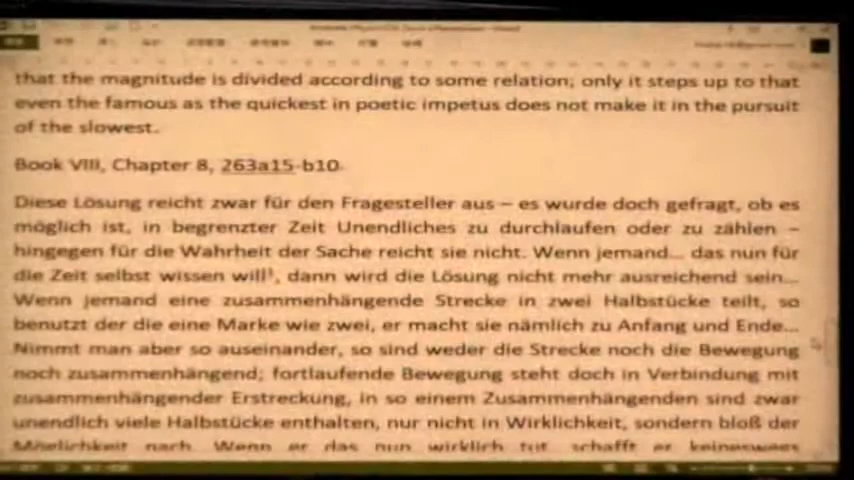 that the magnitude is divided according to some relation; only it steps up to that
even the famous as the quickest in poetic impetus does not make it in the pursuit
of the slowest.
Book VIII, Chapter 8, 263a15-b10.
Diese Lösung reicht zwar für den Fragesteller aus – es wurde doch gefragt, ob es
möglich ist, in begrenzter Zeit Unendliches zu durchlaufen oder zu zählen –
hingegen für die Wahrheit der Sache reicht sie nicht. Wenn jemand... das nun für
die Zeit selbst wissen will¹, dann wird die Lösung nicht mehr ausreichend sein...
Wenn jemand eine zusammenhängende Strecke in zwei Halbstücke teilt, so
benutzt der die eine Marke wie zwei, er macht sie nämlich zu Anfang und Ende...
Nimmt man aber so auseinander, so sind weder die Strecke noch die Bewegung
noch zusammenhängend; fortlaufende Bewegung steht doch in Verbindung mit
zusammenhängender Erstreckung, in so einem Zusammenhängenden sind zwar
unendlich viele Halbstücke enthalten, nur nicht in Wirklichkeit, sondern bloß der
Möglichkeit nach. Wenn er das nun wirklich tut, schafft er keineswegs